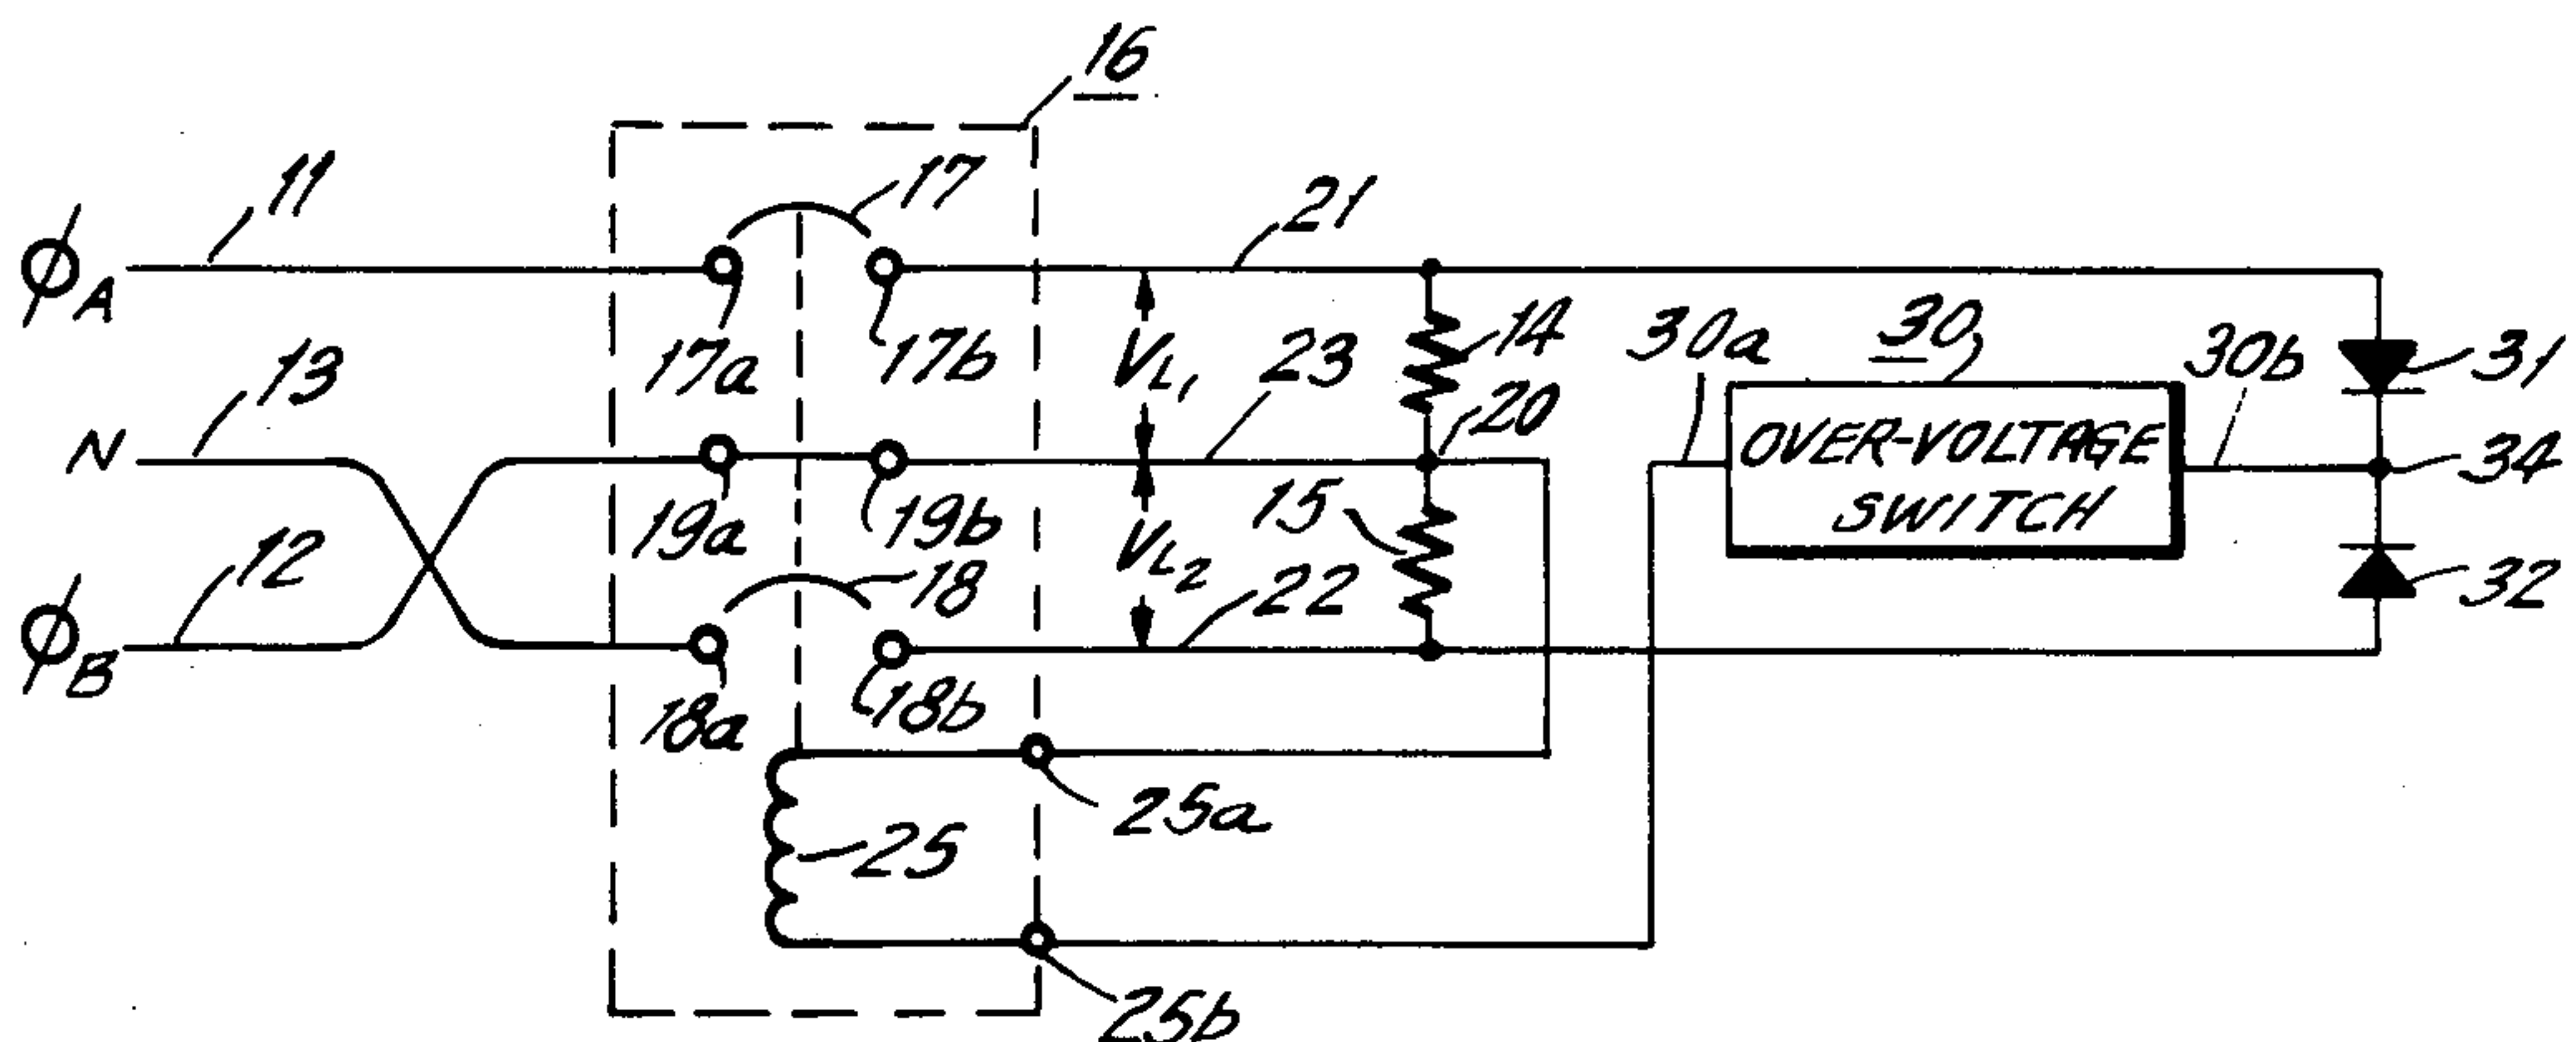 16
11
17
21
ϕA
17a
17b
VL1
14
30a
30
30b
31
13
23
20
N
OVER-VOLTAGE
SWITCH
34
19a
19b
15
12
VL2
18
22
32
ϕB
18a
18b
25a
25
25b